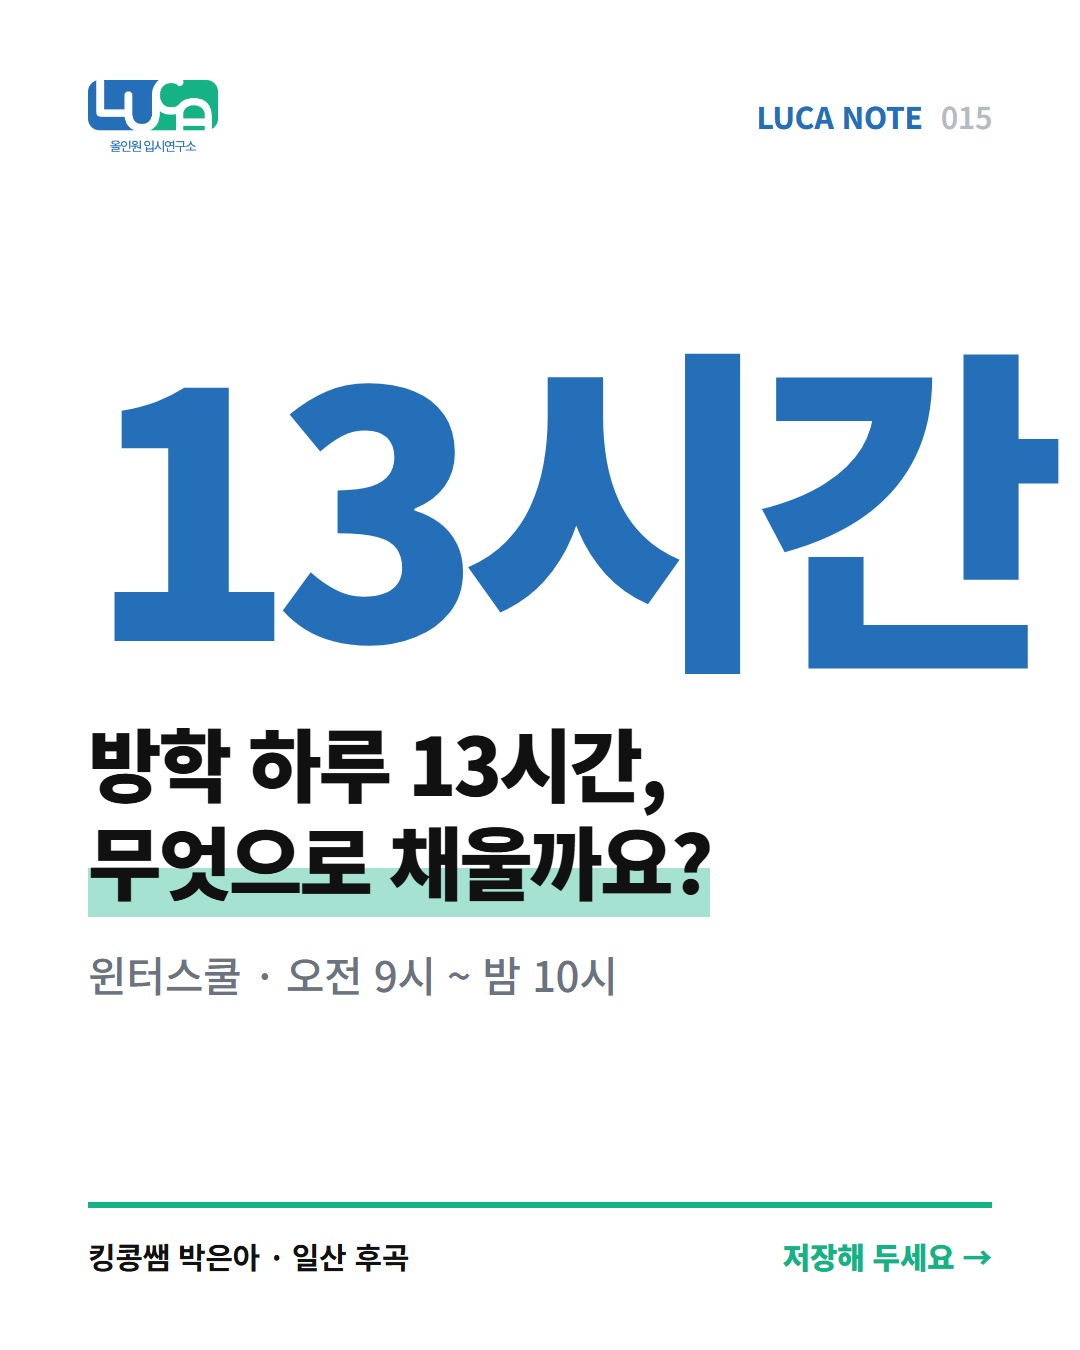 LUCA
올인원 입시연구소
LUCA NOTE 015
13시간
방학 하루 13시간,
무엇으로 채울까요?
윈터스쿨 · 오전 9시 ~ 밤 10시
킹콩쌤 박은아 · 일산 후곡
저장해 두세요 →